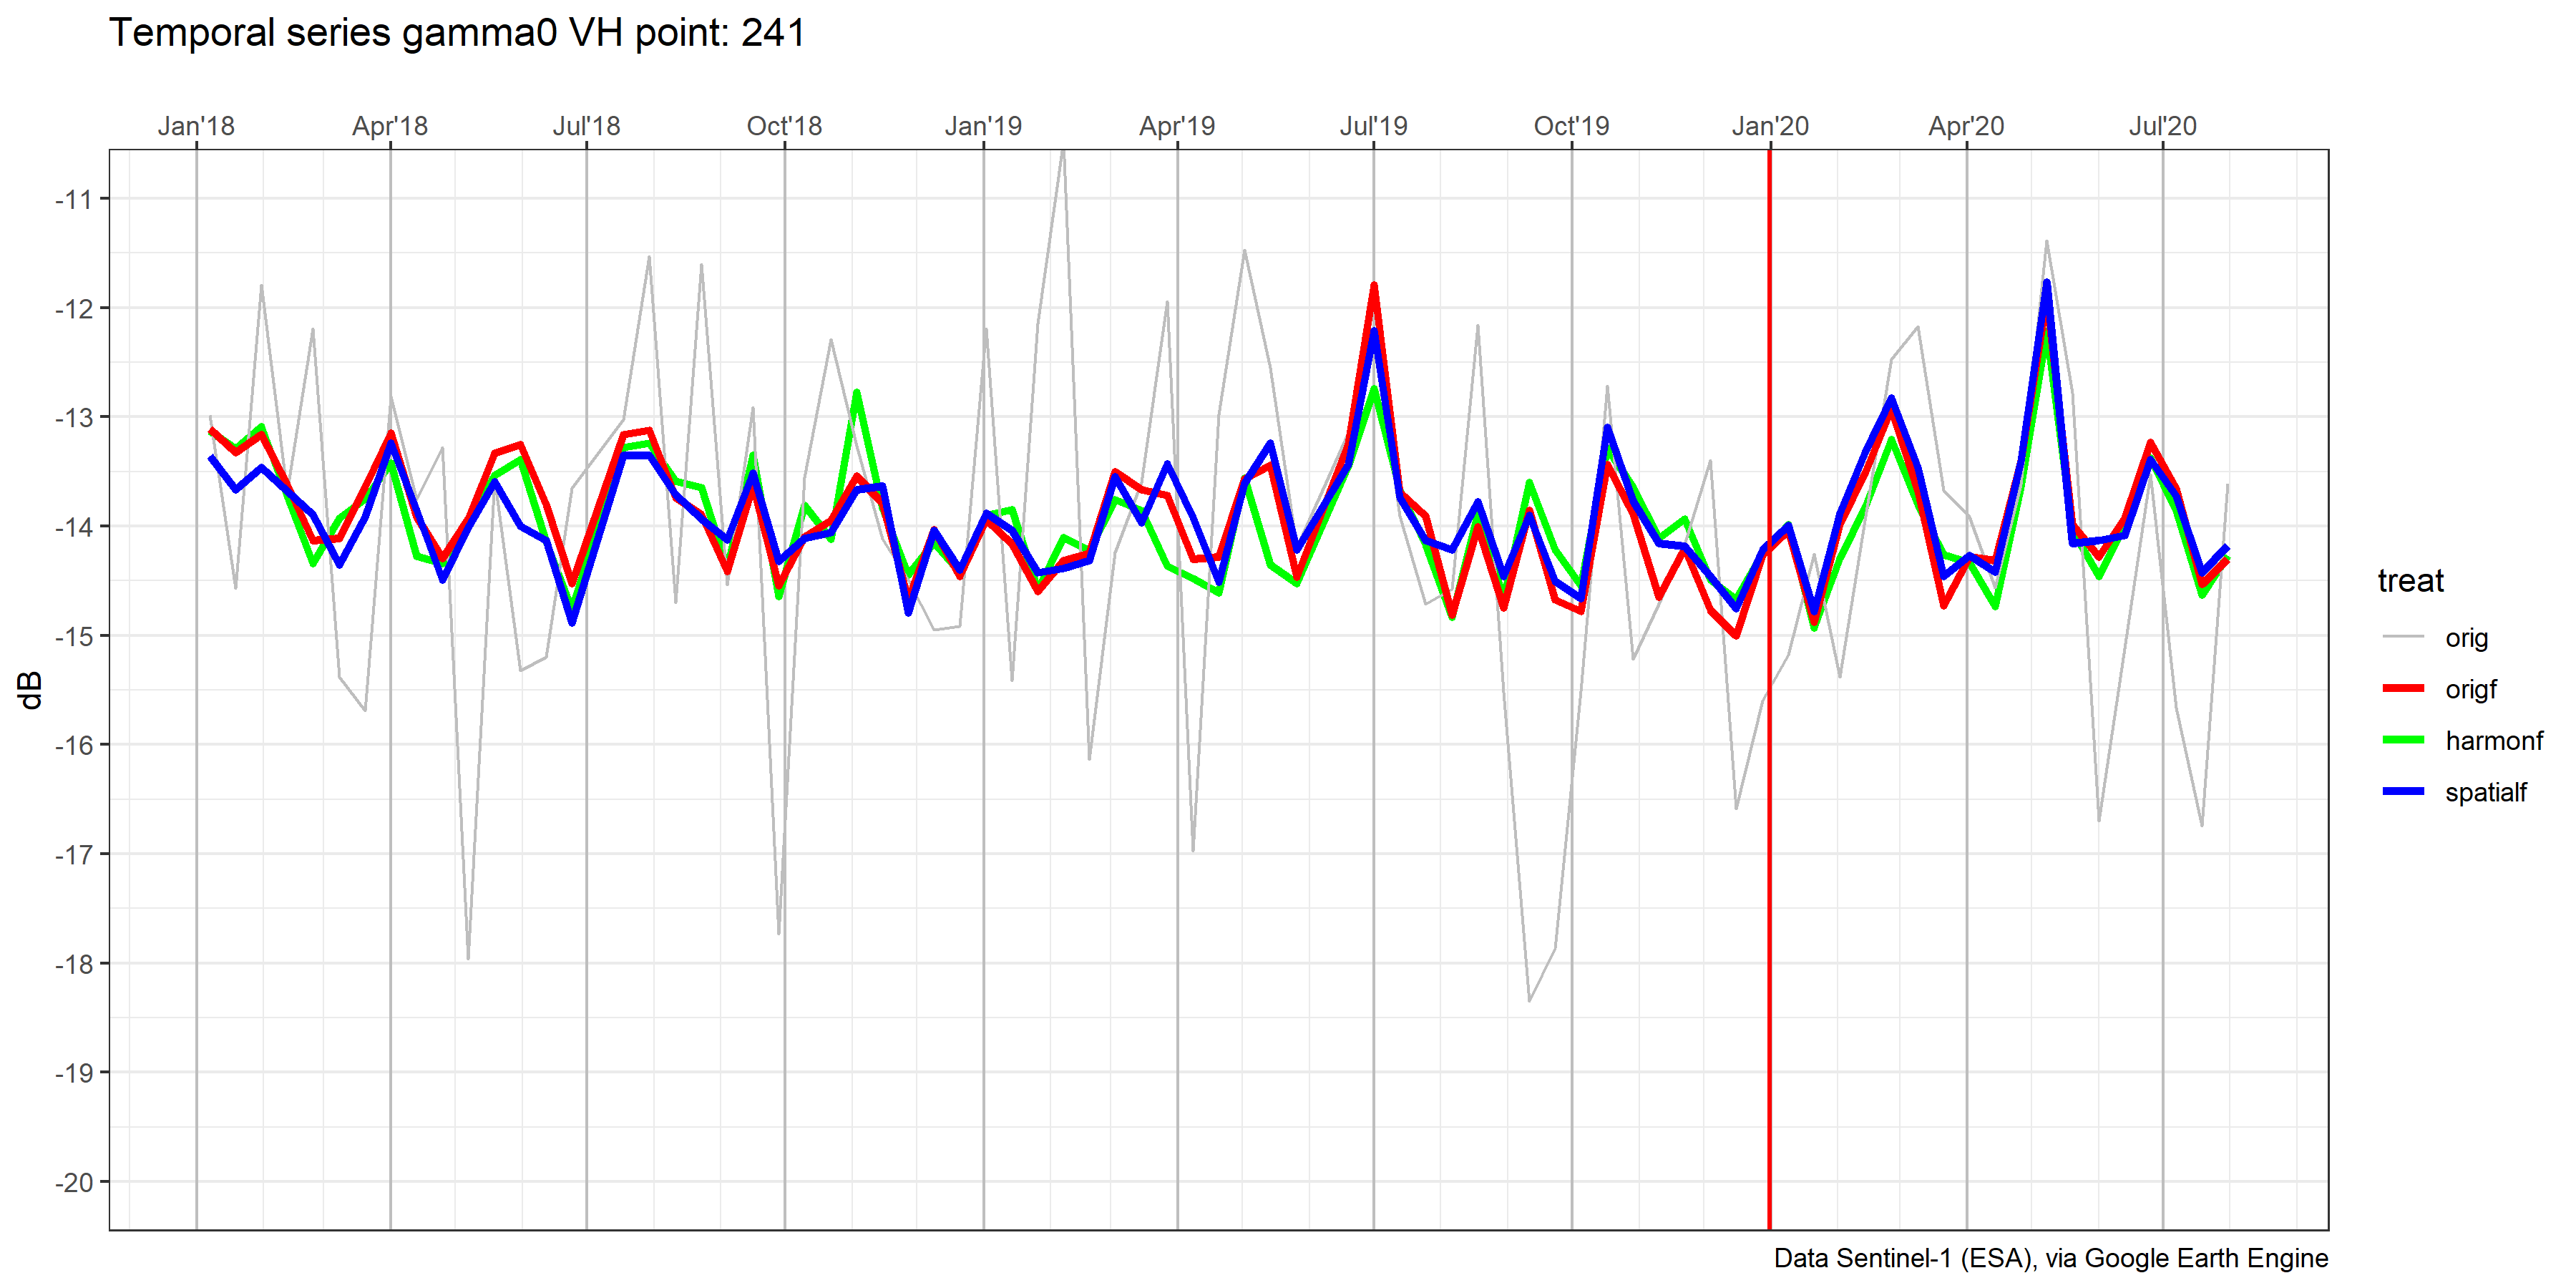 Temporal series gamma0 VH point: 241
Jan'18 Apr'18 Jul'18 Oct'18 Jan'19 Apr'19 Jul'19 Oct'19 Jan'20 Apr'20 Jul'20
-11
-12
-13
-14
-15
-16
-17
-18
-19
-20
dB
treat
orig
origf
harmonf
spatialf
Data Sentinel-1 (ESA), via Google Earth Engine